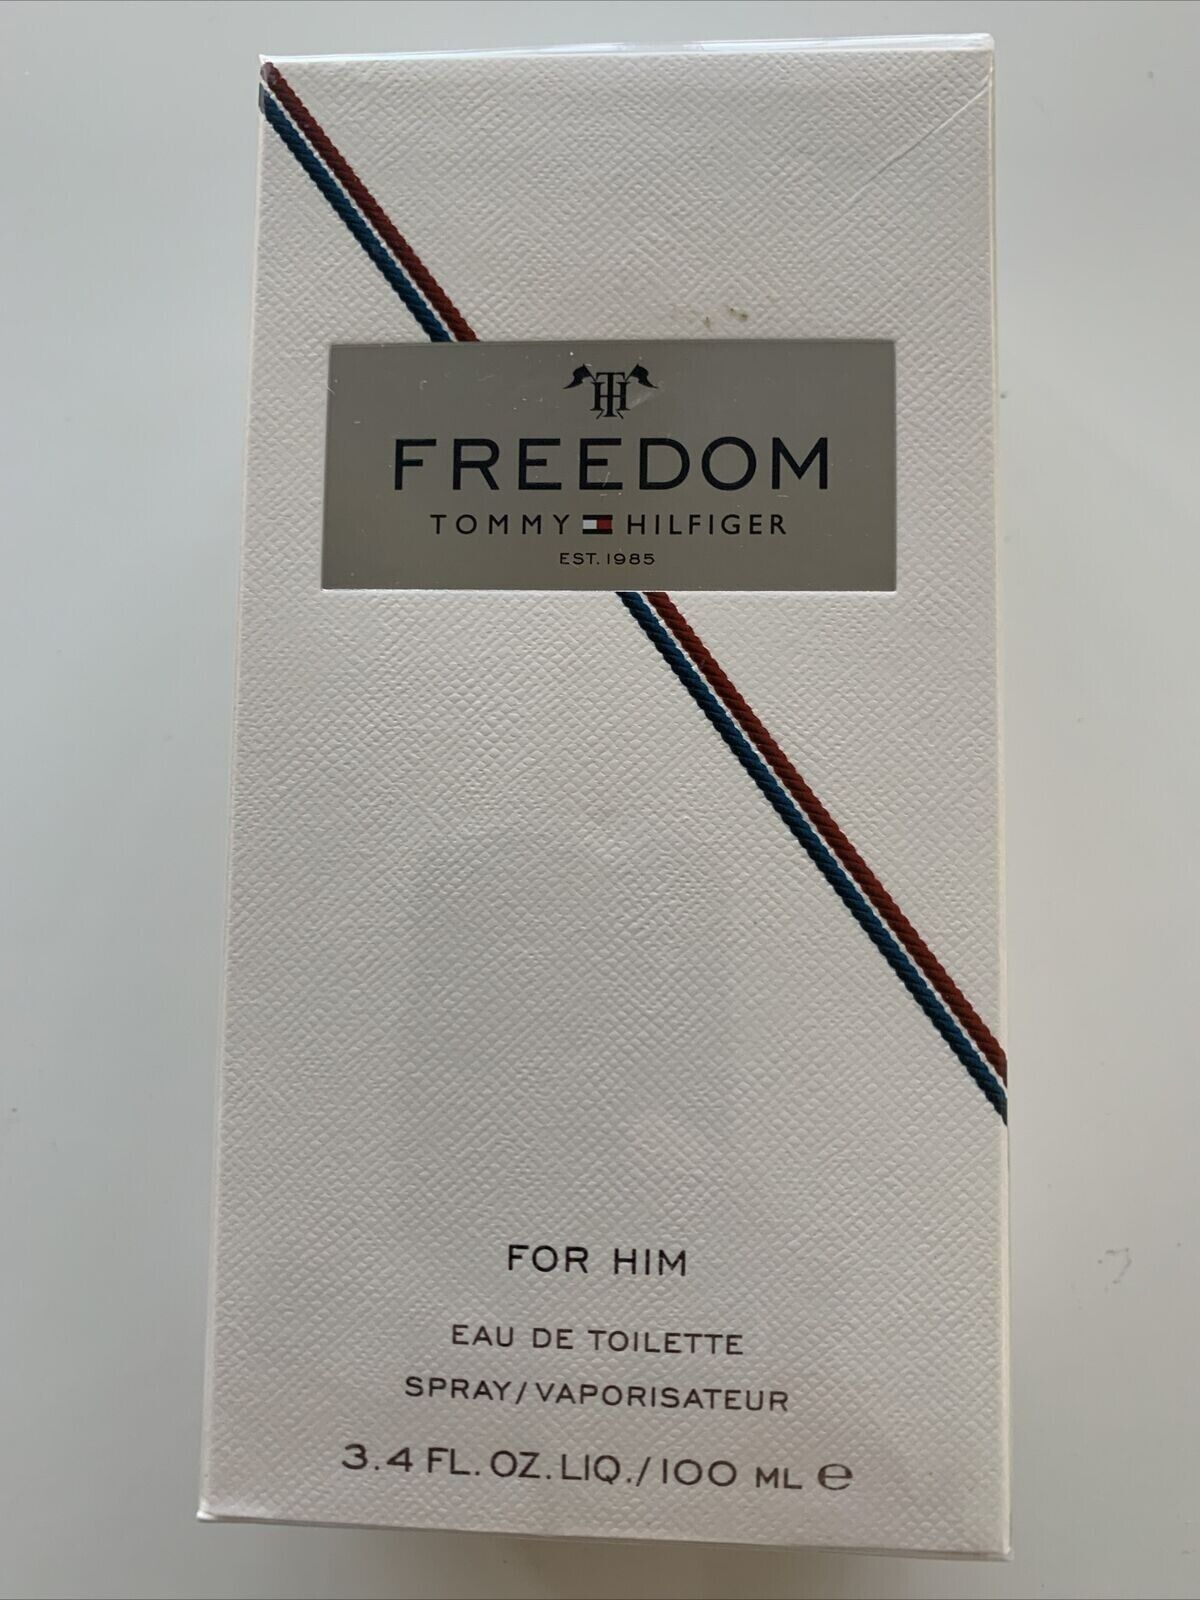 TH
FREEDOM
TOMMY HILFIGER
EST. 1985
FOR HIM
EAU DE TOILETTE
SPRAY/VAPORISATEUR
3.4 FL. OZ. LIQ./100 ML ℮